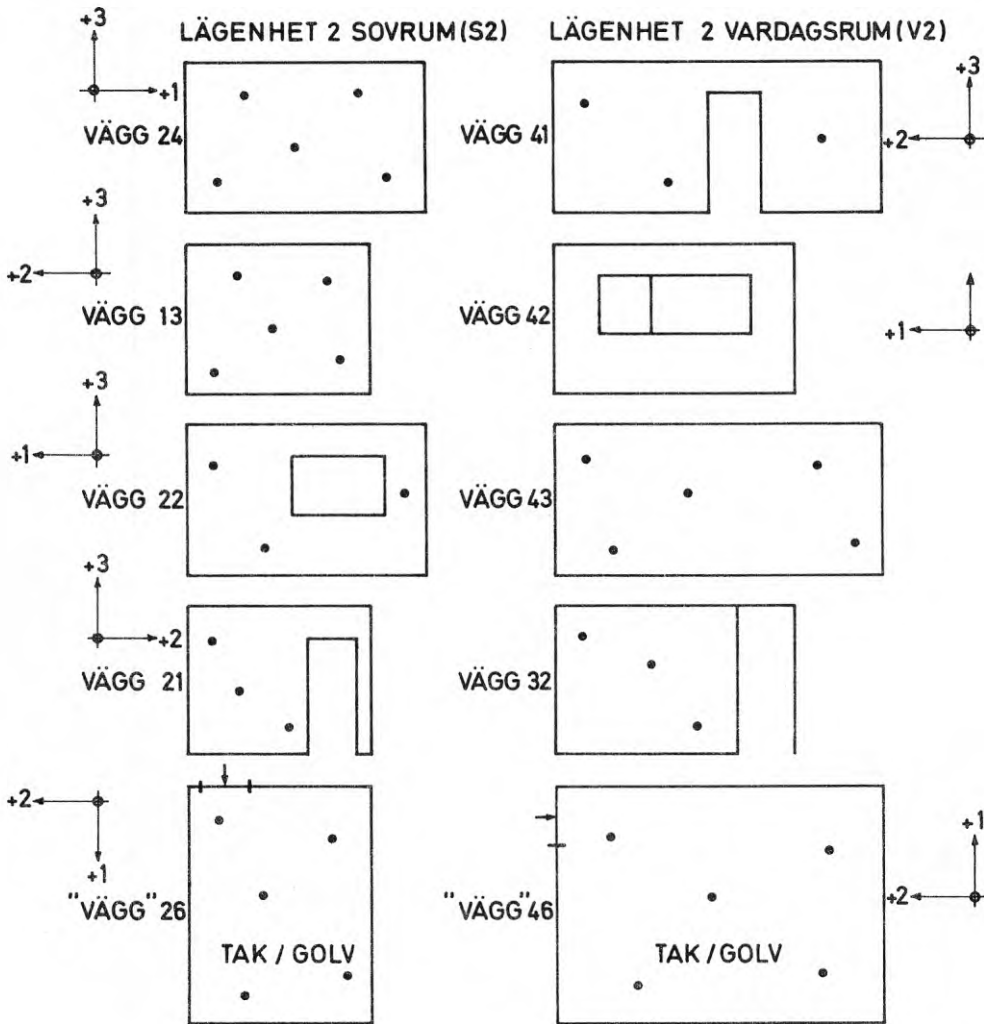 +3
LÄGENHET 2 SOVRUM(S2)
LÄGENHET 2 VARDAGSRUM (V2)
+1
VÄGG 24
VÄGG 41
+3
+2
+3
+2
VÄGG 13
VÄGG 42
+1
+3
+1
VÄGG 22
VÄGG 43
+3
+2
VÄGG 21
VÄGG 32
+2
+1
"VÄGG" 26
TAK / GOLV
"VÄGG" 46
TAK / GOLV
+1
+2